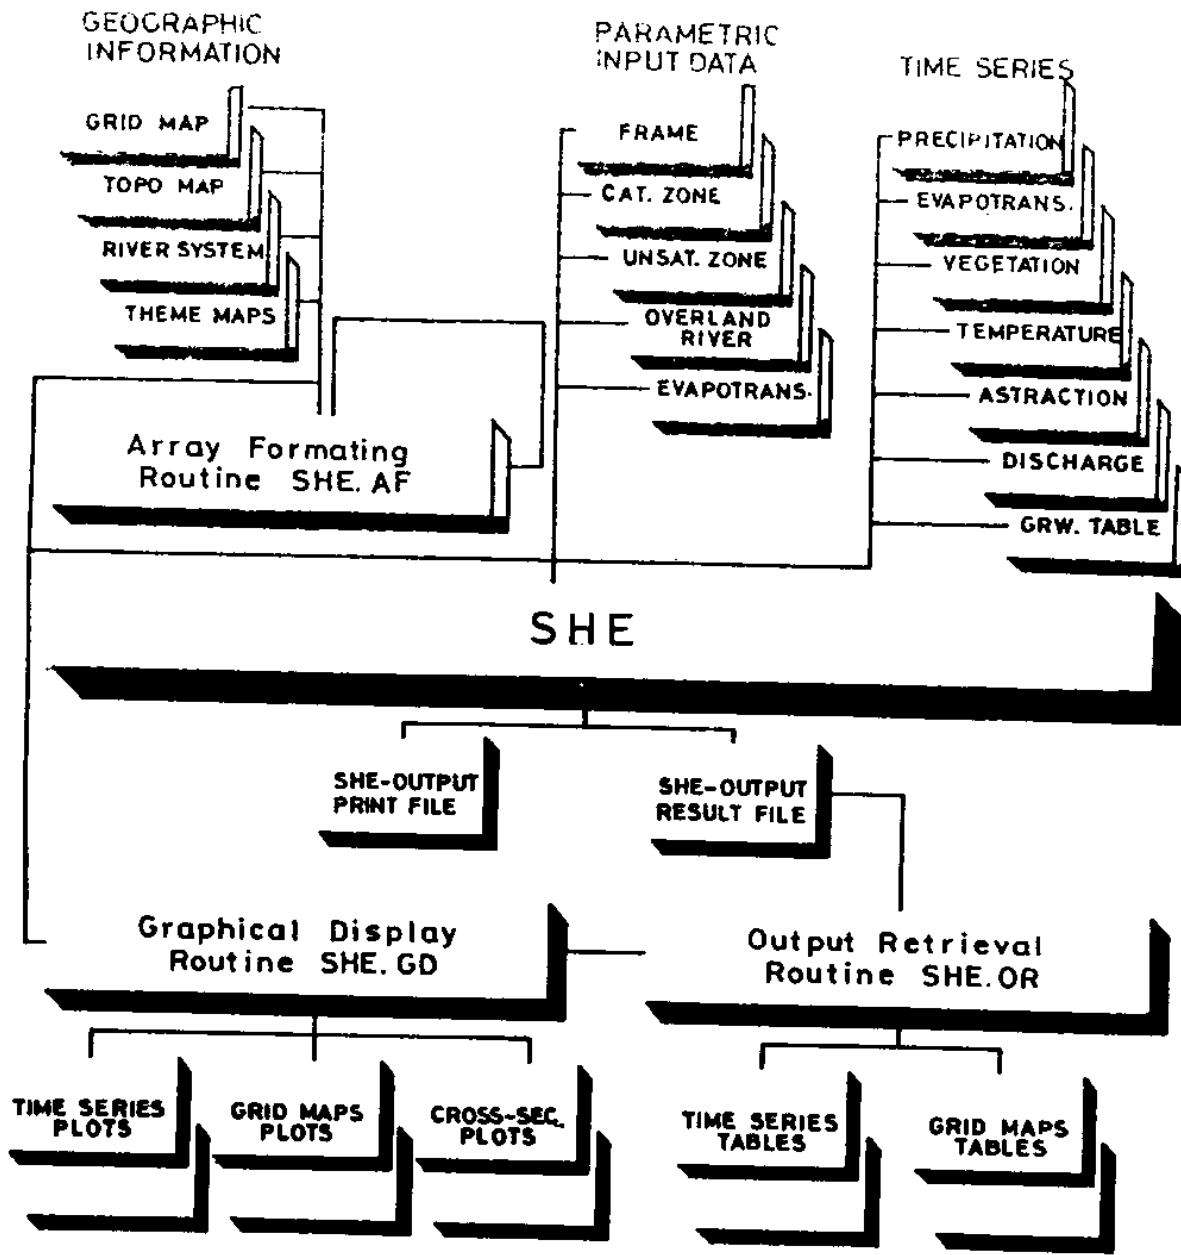 GEOGRAPHIC
INFORMATION
GRID MAP
TOPO MAP
RIVER SYSTEM
THEME MAPS
PARAMETRIC
INPUT DATA
FRAME
CAT. ZONE
UNSAT. ZONE
OVERLAND
RIVER
EVAPOTRANS.
TIME SERIES
PRECIPITATION
EVAPOTRANS.
VEGETATION
TEMPERATURE
ASTRACTION
DISCHARGE
GRW. TABLE
Array Formating
Routine SHE. AF
SHE
SHE-OUTPUT
PRINT FILE
SHE-OUTPUT
RESULT FILE
Graphical Display
Routine SHE. GD
Output Retrieval
Routine SHE. OR
TIME SERIES
PLOTS
GRID MAPS
PLOTS
CROSS-SEC.
PLOTS
TIME SERIES
TABLES
GRID MAPS
TABLES